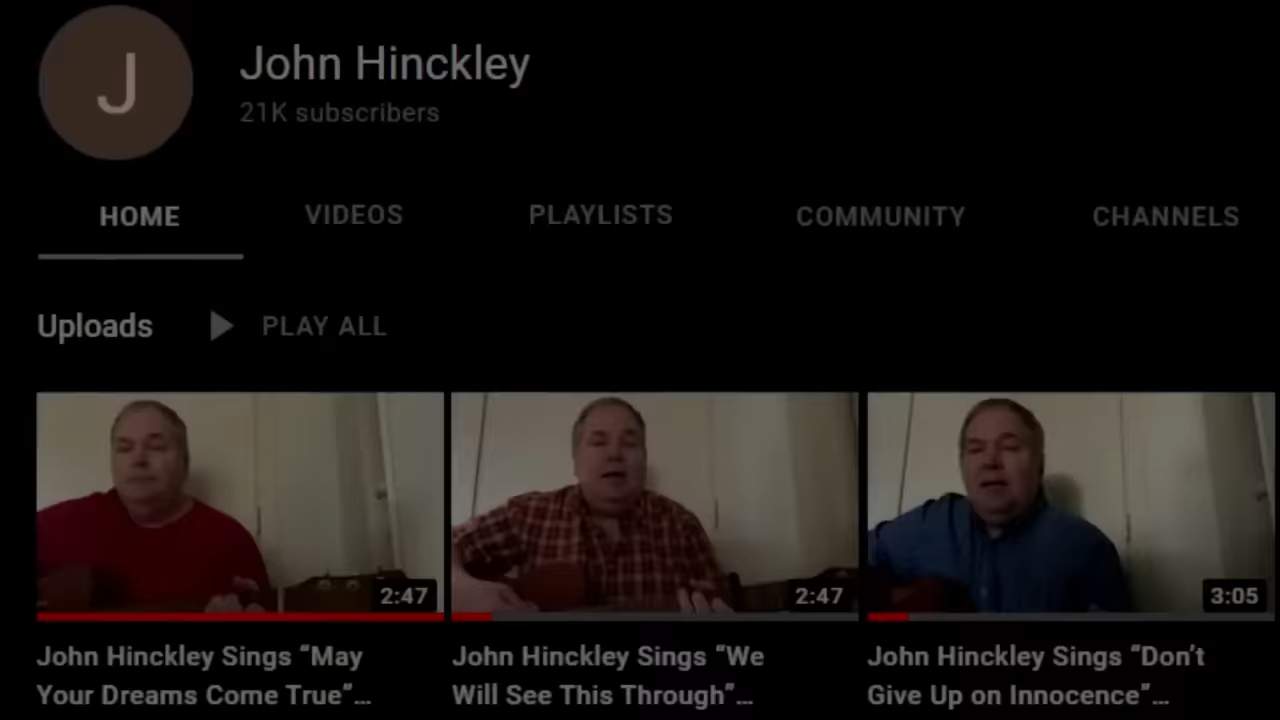 J
John Hinckley
21K subscribers
HOME VIDEOS PLAYLISTS COMMUNITY CHANNELS
Uploads PLAY ALL
2:47 2:47 3:05
John Hinckley Sings “May
Your Dreams Come True”...
John Hinckley Sings “We
Will See This Through”...
John Hinckley Sings “Don’t
Give Up on Innocence”...